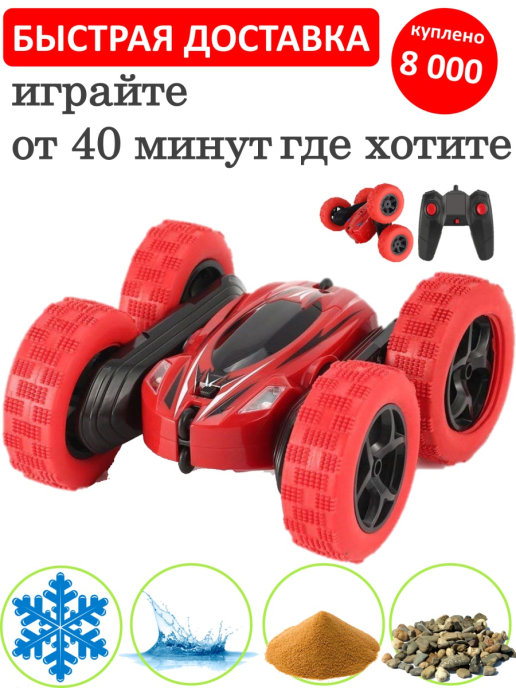 БЫСТРАЯ ДОСТАВКА
куплено
8 000
играйте
от 40 минут где хотите